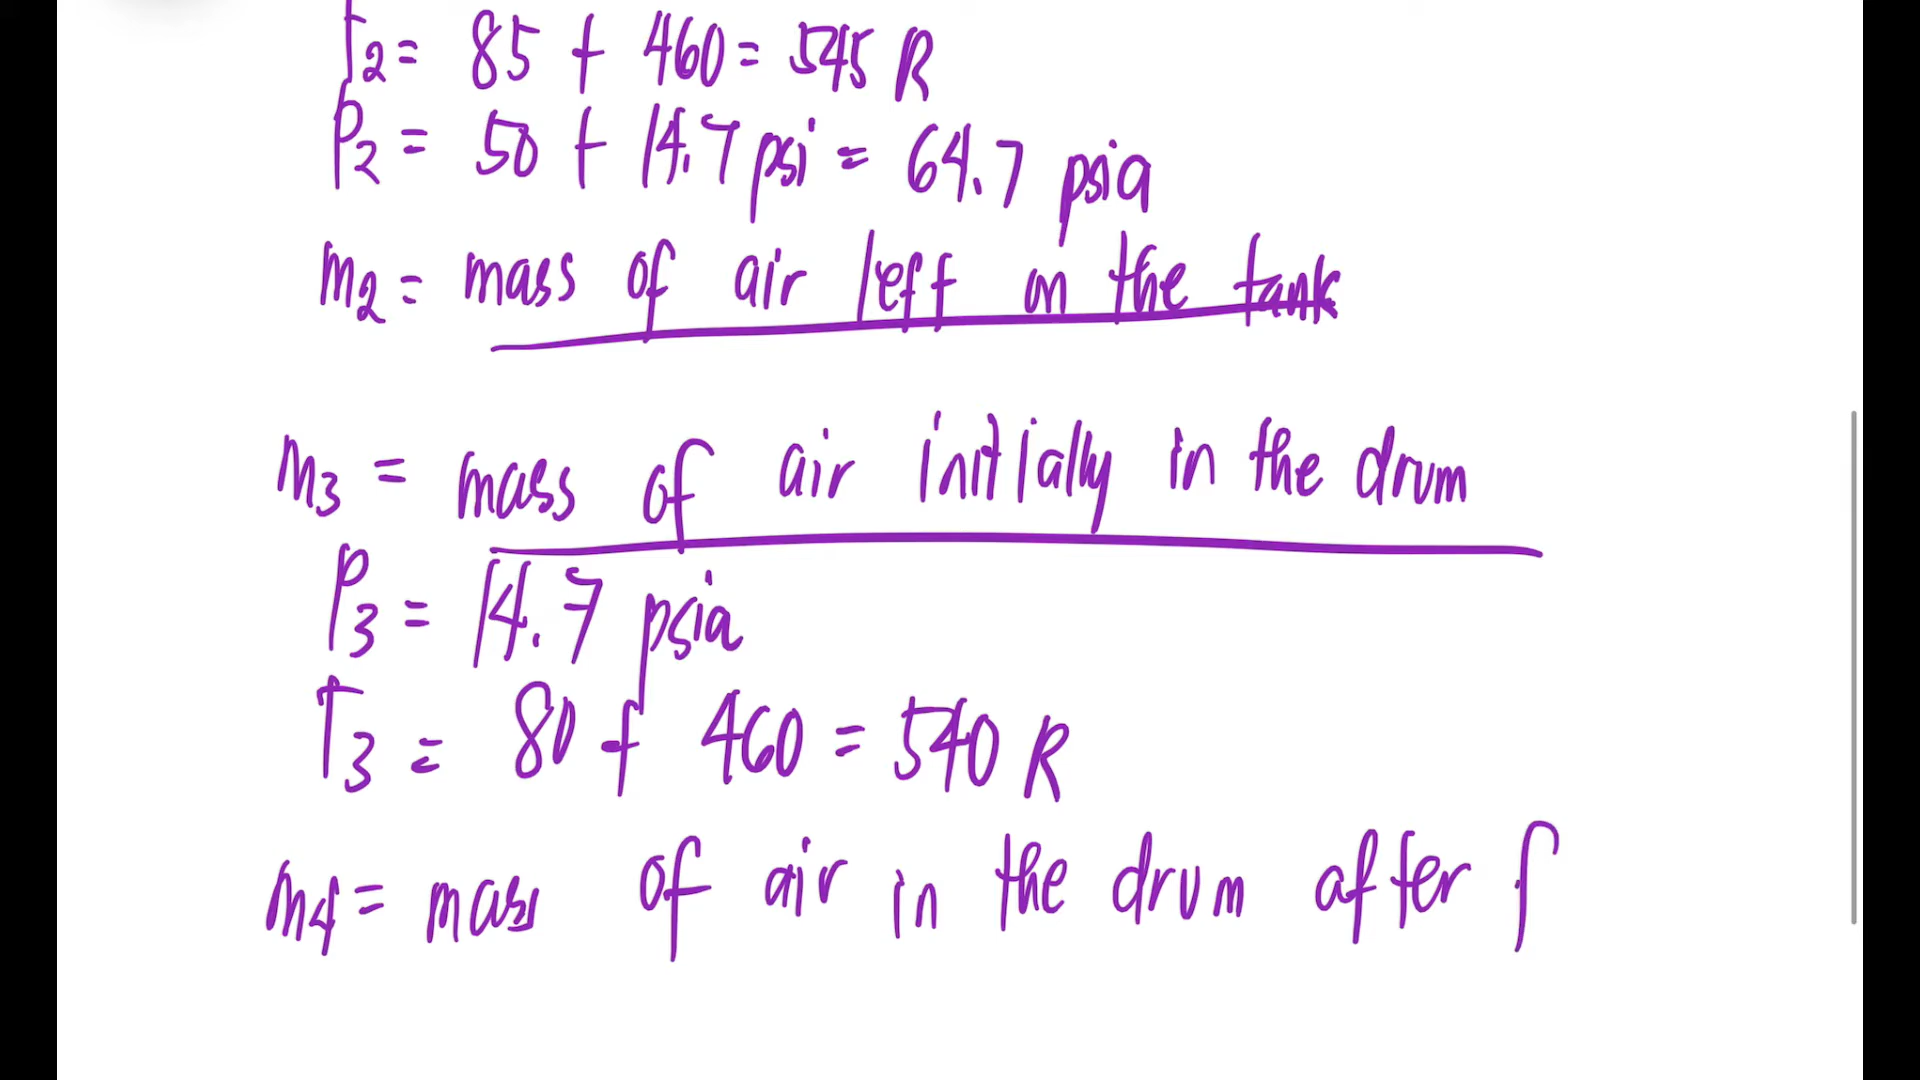 T2 = 85 + 460 = 545 R
P2 = 50 + 14.7 psi = 64.7 psia
m2 = mass of air left in the tank
m3 = mass of air initially in the drum
P3 = 14.7 psia
T3 = 80 + 460 = 540 R
m4 = mass of air in the drum after f